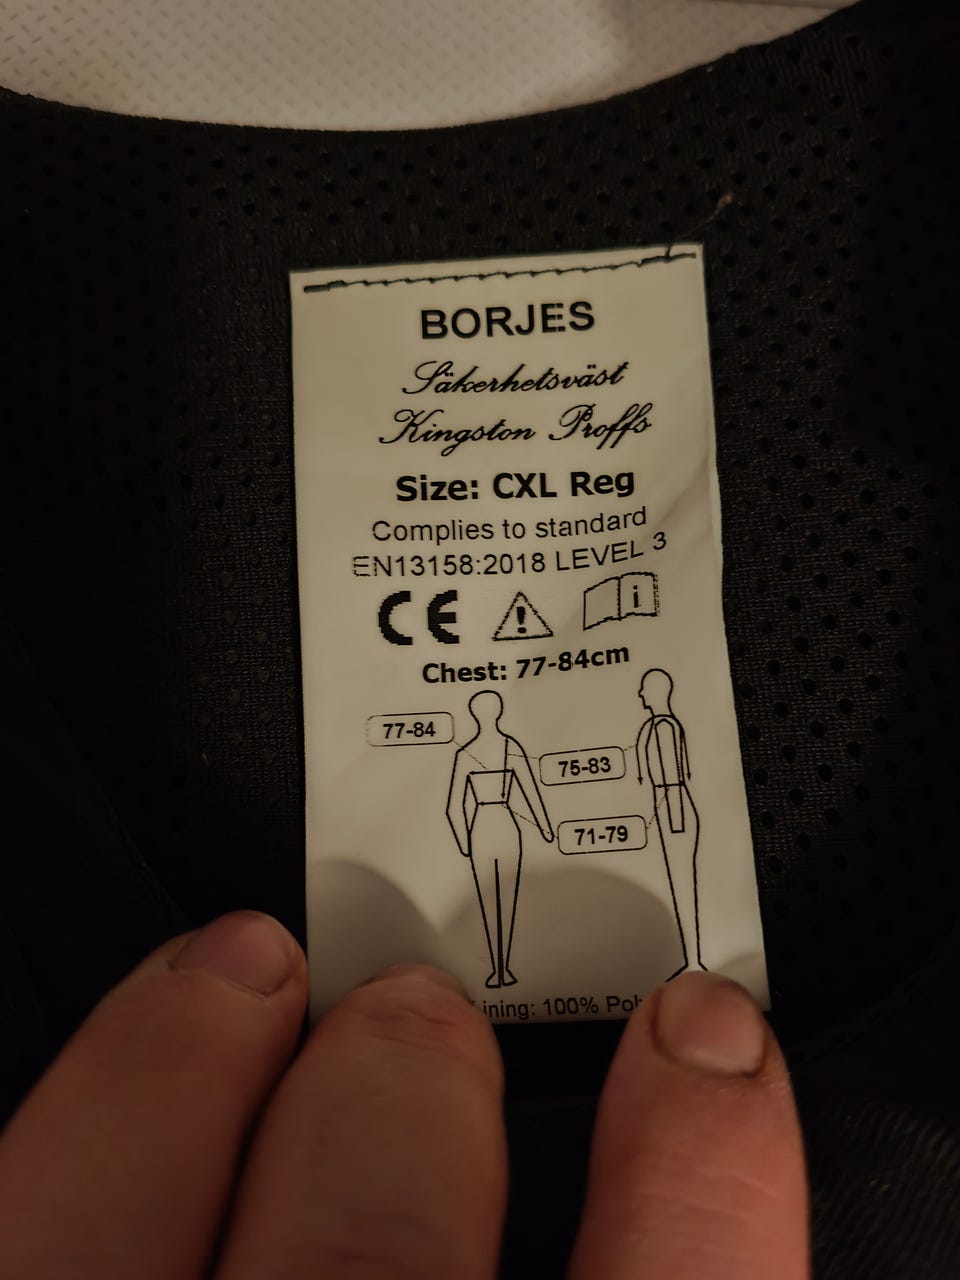 BORJES
Säkerhetsväst
Kingston Proffs
Size: CXL Reg
Complies to standard
EN13158:2018 LEVEL 3
CE
!
i
Chest: 77-84cm
77-84
75-83
71-79
ining: 100% Pol